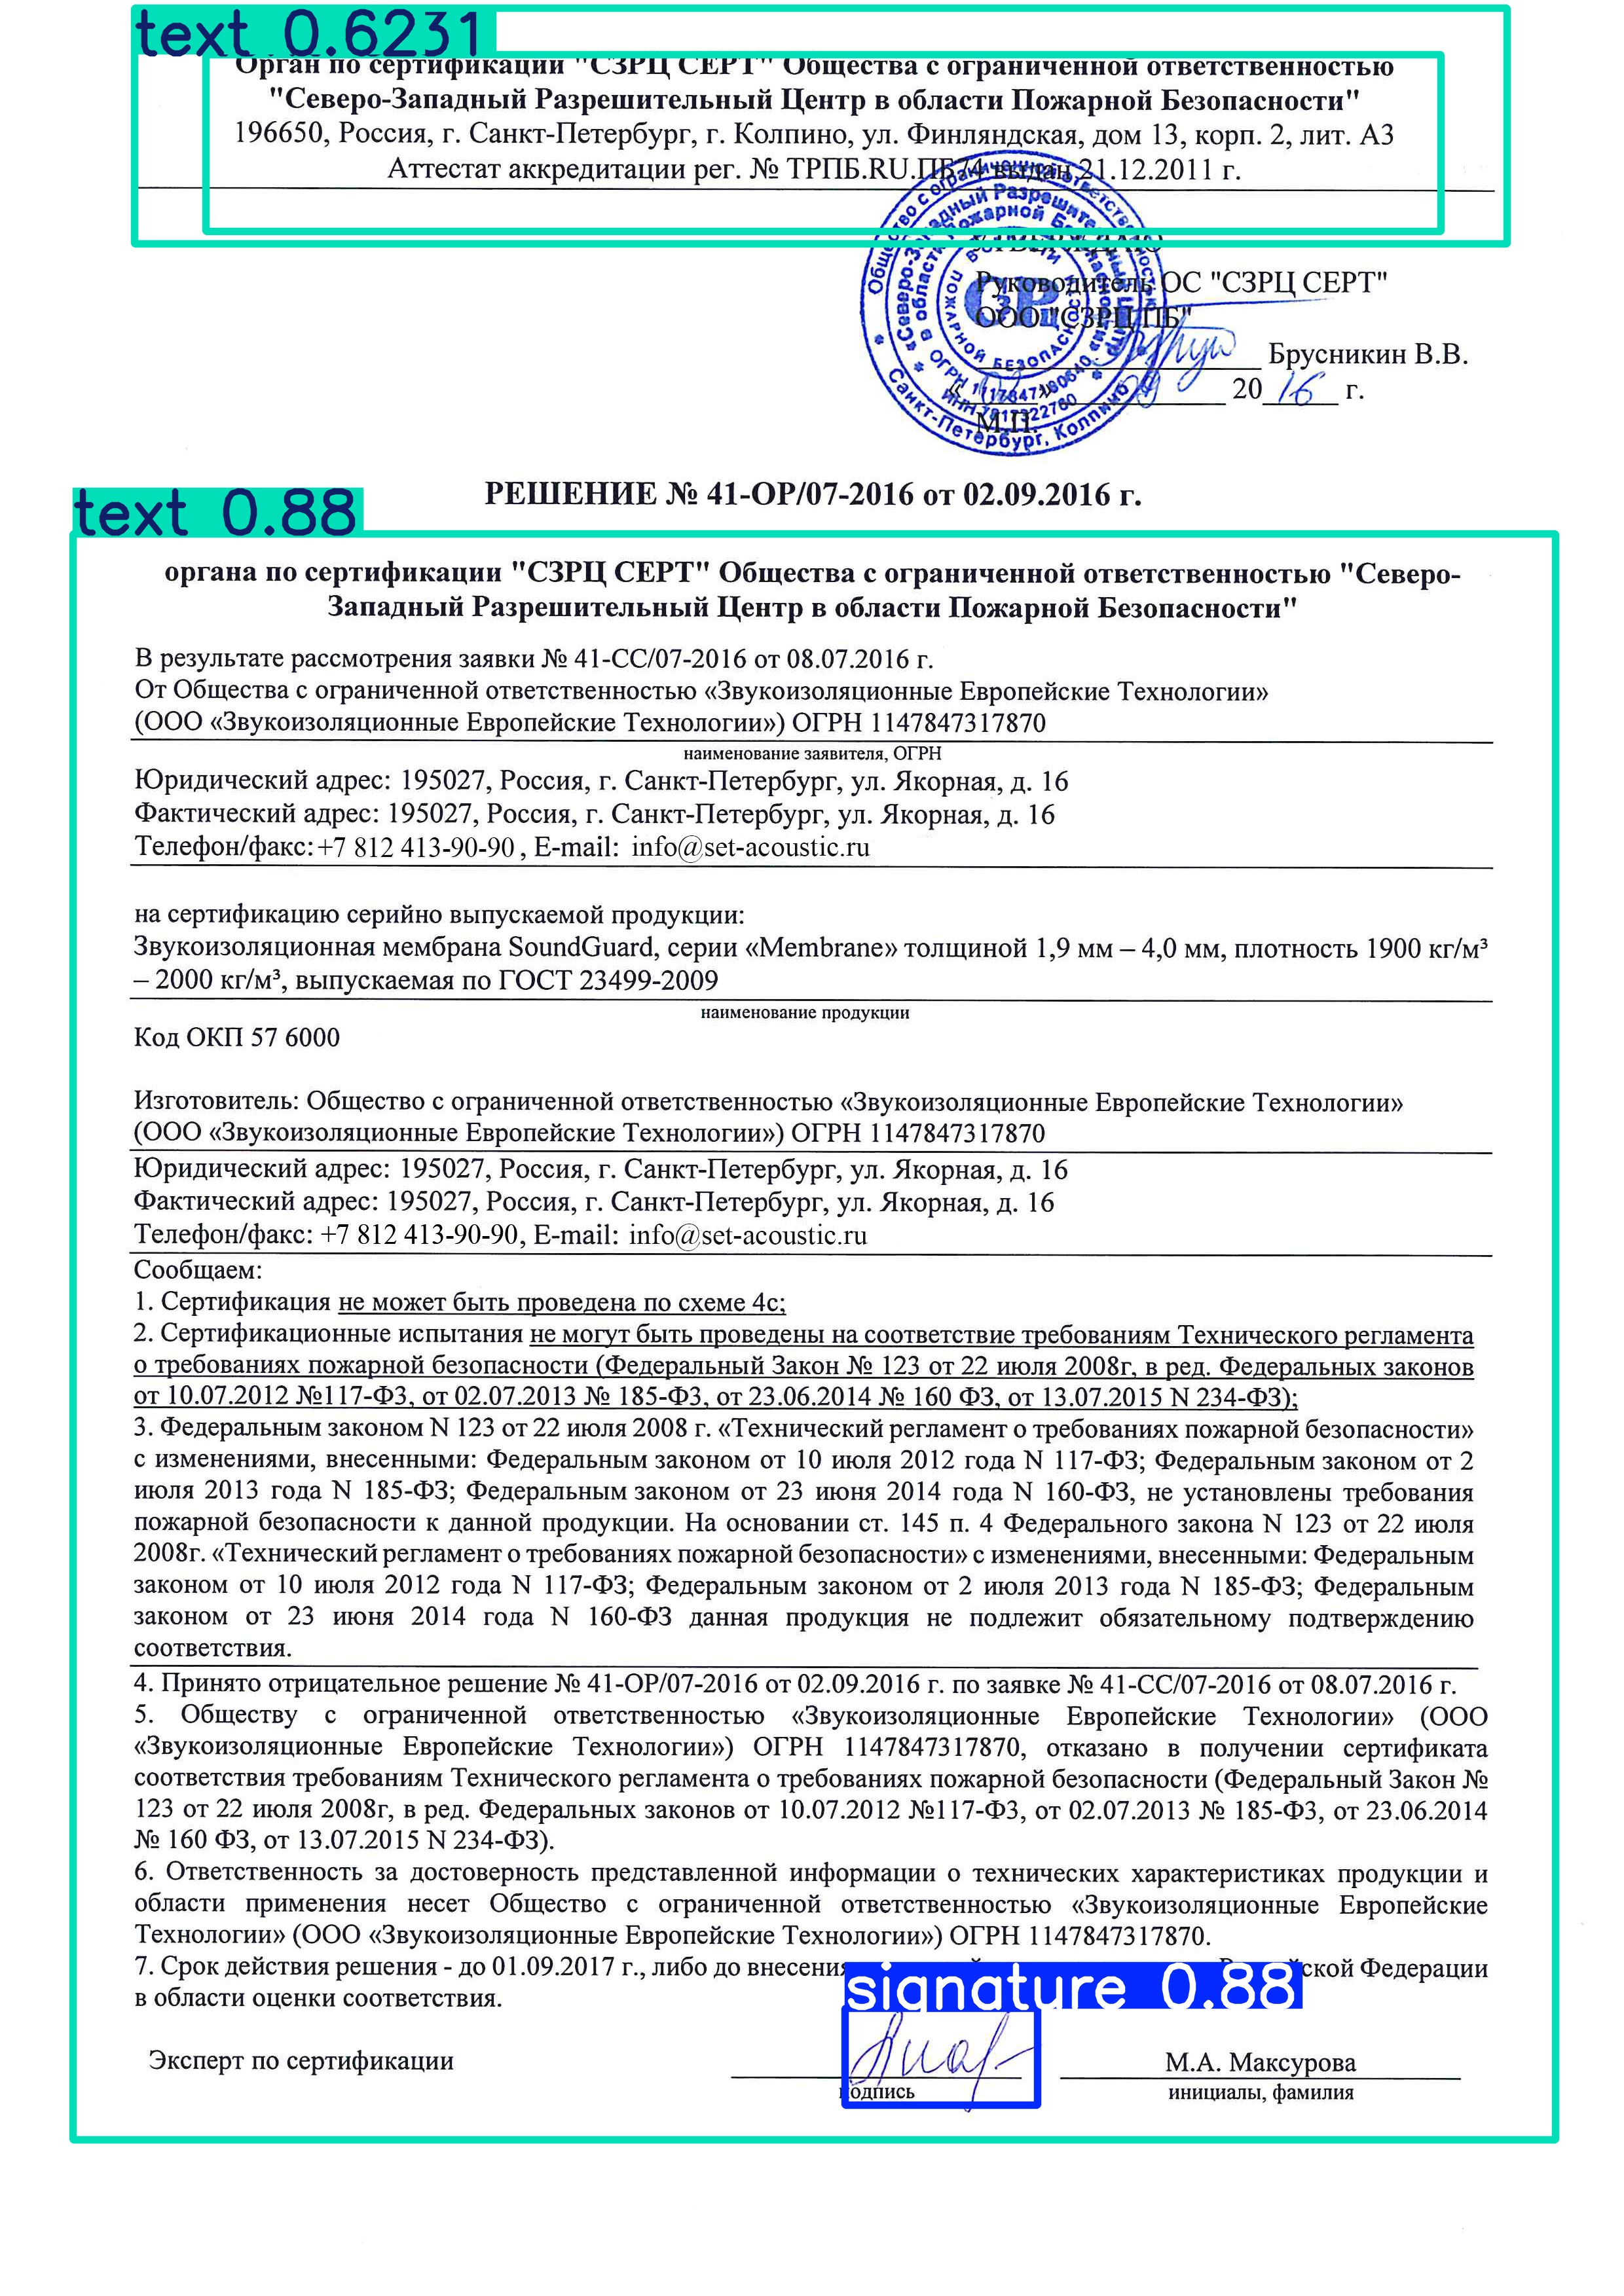 text 0.6231
Орган по сертификации "СЗРЦ СЕРТ" Общества с ограниченной ответственностью
"Северо-Западный Разрешительный Центр в области Пожарной Безопасности"
196650, Россия, г. Санкт-Петербург, г. Колпино, ул. Финляндская, дом 13, корп. 2, лит. А3
Аттестат аккредитации рег. № ТРПБ.RU.ПБ74 выдан 21.12.2011 г.
УТВЕРЖДАЮ
Руководитель ОС "СЗРЦ СЕРТ"
ООО "СЗРЦ ПБ"
Брусникин В.В.
2016 г.
М.П.
text 0.88
РЕШЕНИЕ № 41-ОР/07-2016 от 02.09.2016 г.
органа по сертификации "СЗРЦ СЕРТ" Общества с ограниченной ответственностью "Северо-
Западный Разрешительный Центр в области Пожарной Безопасности"
В результате рассмотрения заявки № 41-СС/07-2016 от 08.07.2016 г.
От Общества с ограниченной ответственностью «Звукоизоляционные Европейские Технологии»
(ООО «Звукоизоляционные Европейские Технологии») ОГРН 1147847317870
наименование заявителя, ОГРН
Юридический адрес: 195027, Россия, г. Санкт-Петербург, ул. Якорная, д. 16
Фактический адрес: 195027, Россия, г. Санкт-Петербург, ул. Якорная, д. 16
Телефон/факс: +7 812 413-90-90 , E-mail: info@set-acoustic.ru
на сертификацию серийно выпускаемой продукции:
Звукоизоляционная мембрана SoundGuard, серии «Membrane» толщиной 1,9 мм – 4,0 мм, плотность 1900 кг/м³
– 2000 кг/м³, выпускаемая по ГОСТ 23499-2009
наименование продукции
Код ОКП 57 6000
Изготовитель: Общество с ограниченной ответственностью «Звукоизоляционные Европейские Технологии»
(ООО «Звукоизоляционные Европейские Технологии») ОГРН 1147847317870
Юридический адрес: 195027, Россия, г. Санкт-Петербург, ул. Якорная, д. 16
Фактический адрес: 195027, Россия, г. Санкт-Петербург, ул. Якорная, д. 16
Телефон/факс: +7 812 413-90-90, E-mail: info@set-acoustic.ru
Сообщаем:
1. Сертификация не может быть проведена по схеме 4с;
2. Сертификационные испытания не могут быть проведены на соответствие требованиям Технического регламента
о требованиях пожарной безопасности (Федеральный Закон № 123 от 22 июля 2008г, в ред. Федеральных законов
от 10.07.2012 №117-ФЗ, от 02.07.2013 № 185-ФЗ, от 23.06.2014 № 160 ФЗ, от 13.07.2015 N 234-ФЗ);
3. Федеральным законом N 123 от 22 июля 2008 г. «Технический регламент о требованиях пожарной безопасности»
с изменениями, внесенными: Федеральным законом от 10 июля 2012 года N 117-ФЗ; Федеральным законом от 2
июля 2013 года N 185-ФЗ; Федеральным законом от 23 июня 2014 года N 160-ФЗ, не установлены требования
пожарной безопасности к данной продукции. На основании ст. 145 п. 4 Федерального закона N 123 от 22 июля
2008г. «Технический регламент о требованиях пожарной безопасности» с изменениями, внесенными: Федеральным
законом от 10 июля 2012 года N 117-ФЗ; Федеральным законом от 2 июля 2013 года N 185-ФЗ; Федеральным
законом от 23 июня 2014 года N 160-ФЗ данная продукция не подлежит обязательному подтверждению
соответствия.
4. Принято отрицательное решение № 41-ОР/07-2016 от 02.09.2016 г. по заявке № 41-СС/07-2016 от 08.07.2016 г.
5. Обществу с ограниченной ответственностью «Звукоизоляционные Европейские Технологии» (ООО
«Звукоизоляционные Европейские Технологии») ОГРН 1147847317870, отказано в получении сертификата
соответствия требованиям Технического регламента о требованиях пожарной безопасности (Федеральный Закон №
123 от 22 июля 2008г, в ред. Федеральных законов от 10.07.2012 №117-ФЗ, от 02.07.2013 № 185-ФЗ, от 23.06.2014
№ 160 ФЗ, от 13.07.2015 N 234-ФЗ).
6. Ответственность за достоверность представленной информации о технических характеристиках продукции и
области применения несет Общество с ограниченной ответственностью «Звукоизоляционные Европейские
Технологии» (ООО «Звукоизоляционные Европейские Технологии») ОГРН 1147847317870.
7. Срок действия решения - до 01.09.2017 г., либо до внесения Федерации
signature 0.88
в области оценки соответствия.
Эксперт по сертификации
М.А. Максурова
подпись
инициалы, фамилия